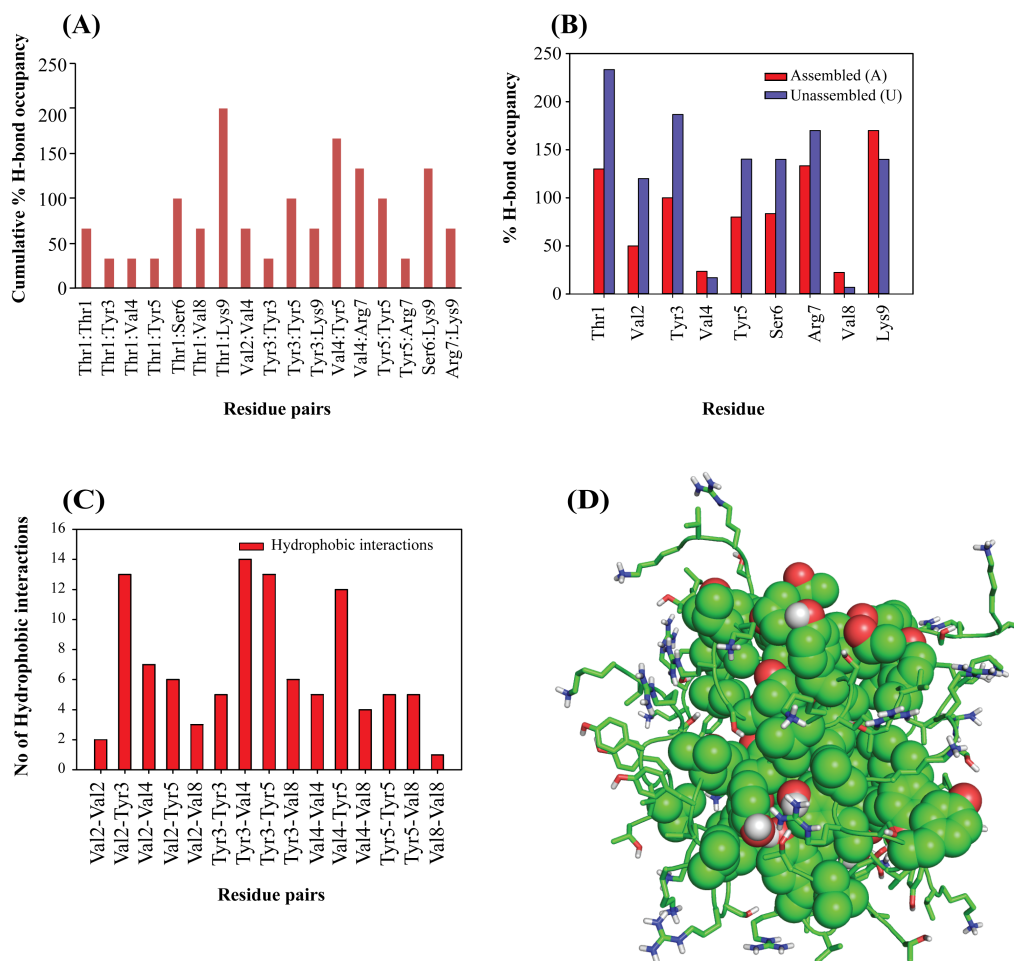 (A)
Cumulative % H-bond occupancy
250
200
150
100
50
0
Thr1:Thr1
Thr1:Tyr3
Thr1:Val4
Thr1:Tyr5
Thr1:Ser6
Thr1:Val8
Thr1:Lys9
Val2:Val4
Tyr3:Tyr3
Tyr3:Tyr5
Tyr3:Lys9
Val4:Tyr5
Val4:Arg7
Tyr5:Tyr5
Tyr5:Arg7
Ser6:Lys9
Arg7:Lys9
Residue pairs
(B)
% H-bond occupancy
250
200
150
100
50
0
Assembled (A)
Unassembled (U)
Thr1
Val2
Tyr3
Val4
Tyr5
Ser6
Arg7
Val8
Lys9
Residue
(C)
No of Hydrophobic interactions
16
14
12
10
8
6
4
2
0
Hydrophobic interactions
Val2-Val2
Val2-Tyr3
Val2-Val4
Val2-Tyr5
Val2-Val8
Tyr3-Tyr3
Tyr3-Val4
Tyr3-Tyr5
Tyr3-Val8
Val4-Val4
Val4-Tyr5
Val4-Val8
Tyr5-Tyr5
Tyr5-Val8
Val8-Val8
Residue pairs
(D)